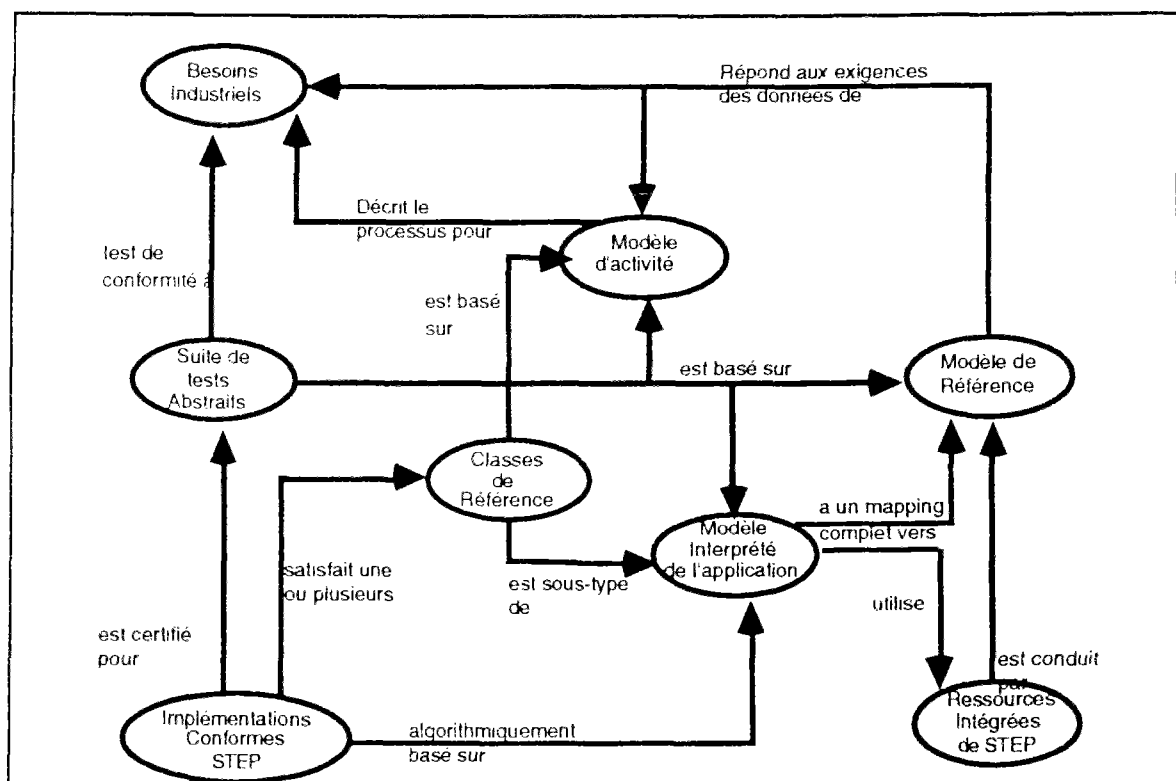 Besoins
Industriels
Répond aux exigences
des données de
Décrit le
processus pour
Modèle
d'activité
test de
conformité à
est basé
sur
Suite de
tests
Abstraits
est basé sur
Modèle de
Référence
Classes
de
Référence
a un mapping
complet vers
Modèle
Interprété
de l'application
satisfait une
ou plusieurs
est sous-type
de
utilise
est certifié
pour
est conduit
par
Implémentations
Conformes
STEP
algorithmiquement
basé sur
Ressources
Intégrées
de STEP